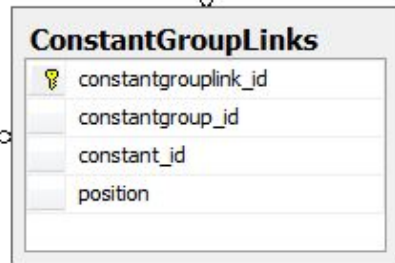 ConstantGroupLinks
constantgrouplink_id
constantgroup_id
constant_id
position